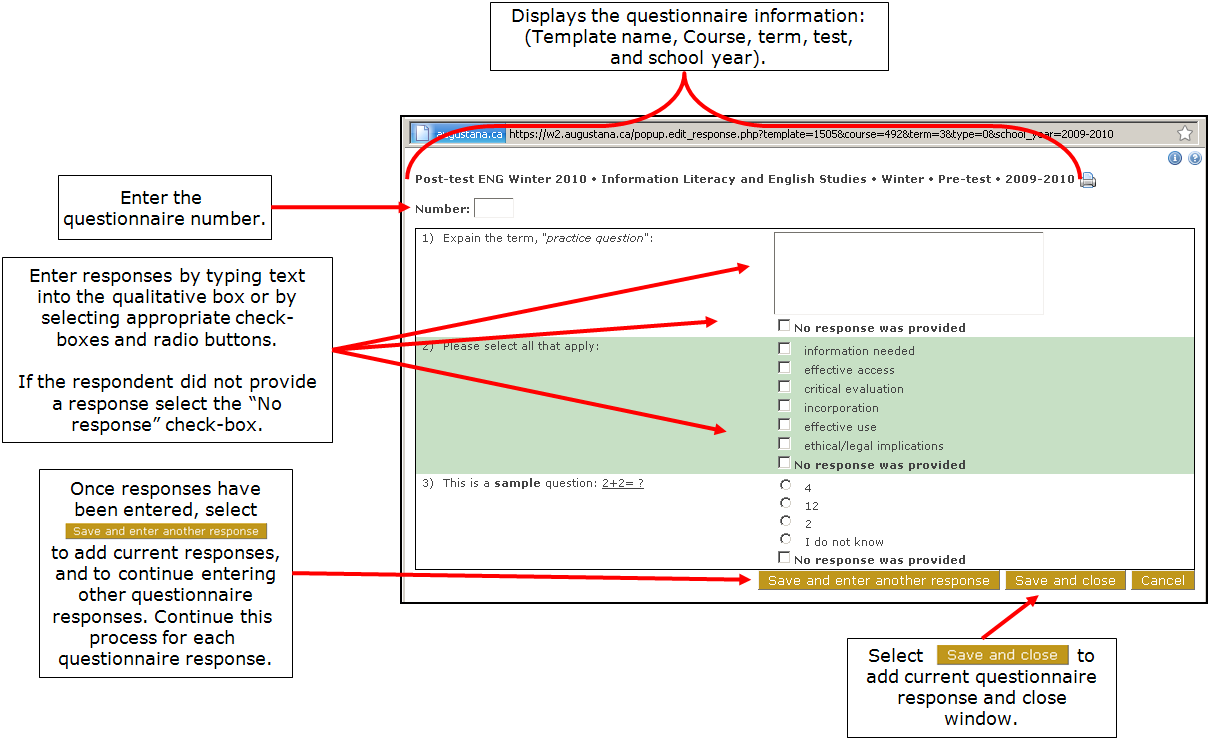 Displays the questionnaire information:
(Template name, Course, term, test,
and school year).
augustana.ca https://w2.augustana.ca/popup.edit_response.php?template=1505&course=492&term=3&type=0&school_year=2009-2010
Post-test ENG Winter 2010 • Information Literacy and English Studies • Winter • Pre-test • 2009-2010
Enter the
questionnaire number.
Number:
Enter responses by typing text
into the qualitative box or by
selecting appropriate check-
boxes and radio buttons.
If the respondent did not provide
a response select the “No
response” check-box.
1) Expain the term, "practice question":
No response was provided
2) Please select all that apply:
information needed
effective access
critical evaluation
incorporation
effective use
ethical/legal implications
No response was provided
3) This is a sample question: 2+2= ?
4
12
2
I do not know
No response was provided
Save and enter another response
Save and close
Cancel
Once responses have
been entered, select
Save and enter another response
to add current responses,
and to continue entering
other questionnaire
responses. Continue this
process for each
questionnaire response.
Select Save and close to
add current questionnaire
response and close
window.